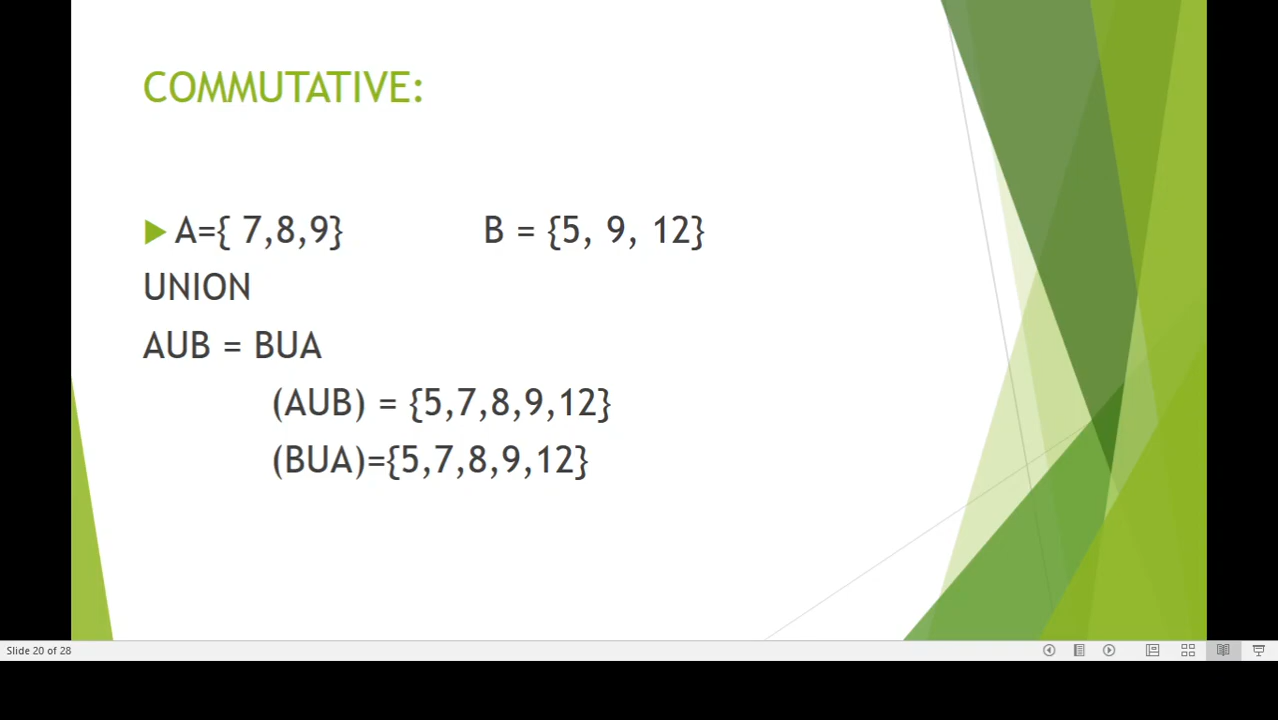 COMMUTATIVE:
A={ 7,8,9} B = {5, 9, 12}
UNION
AUB = BUA
(AUB) = {5,7,8,9,12}
(BUA)={5,7,8,9,12}
Slide 20 of 28